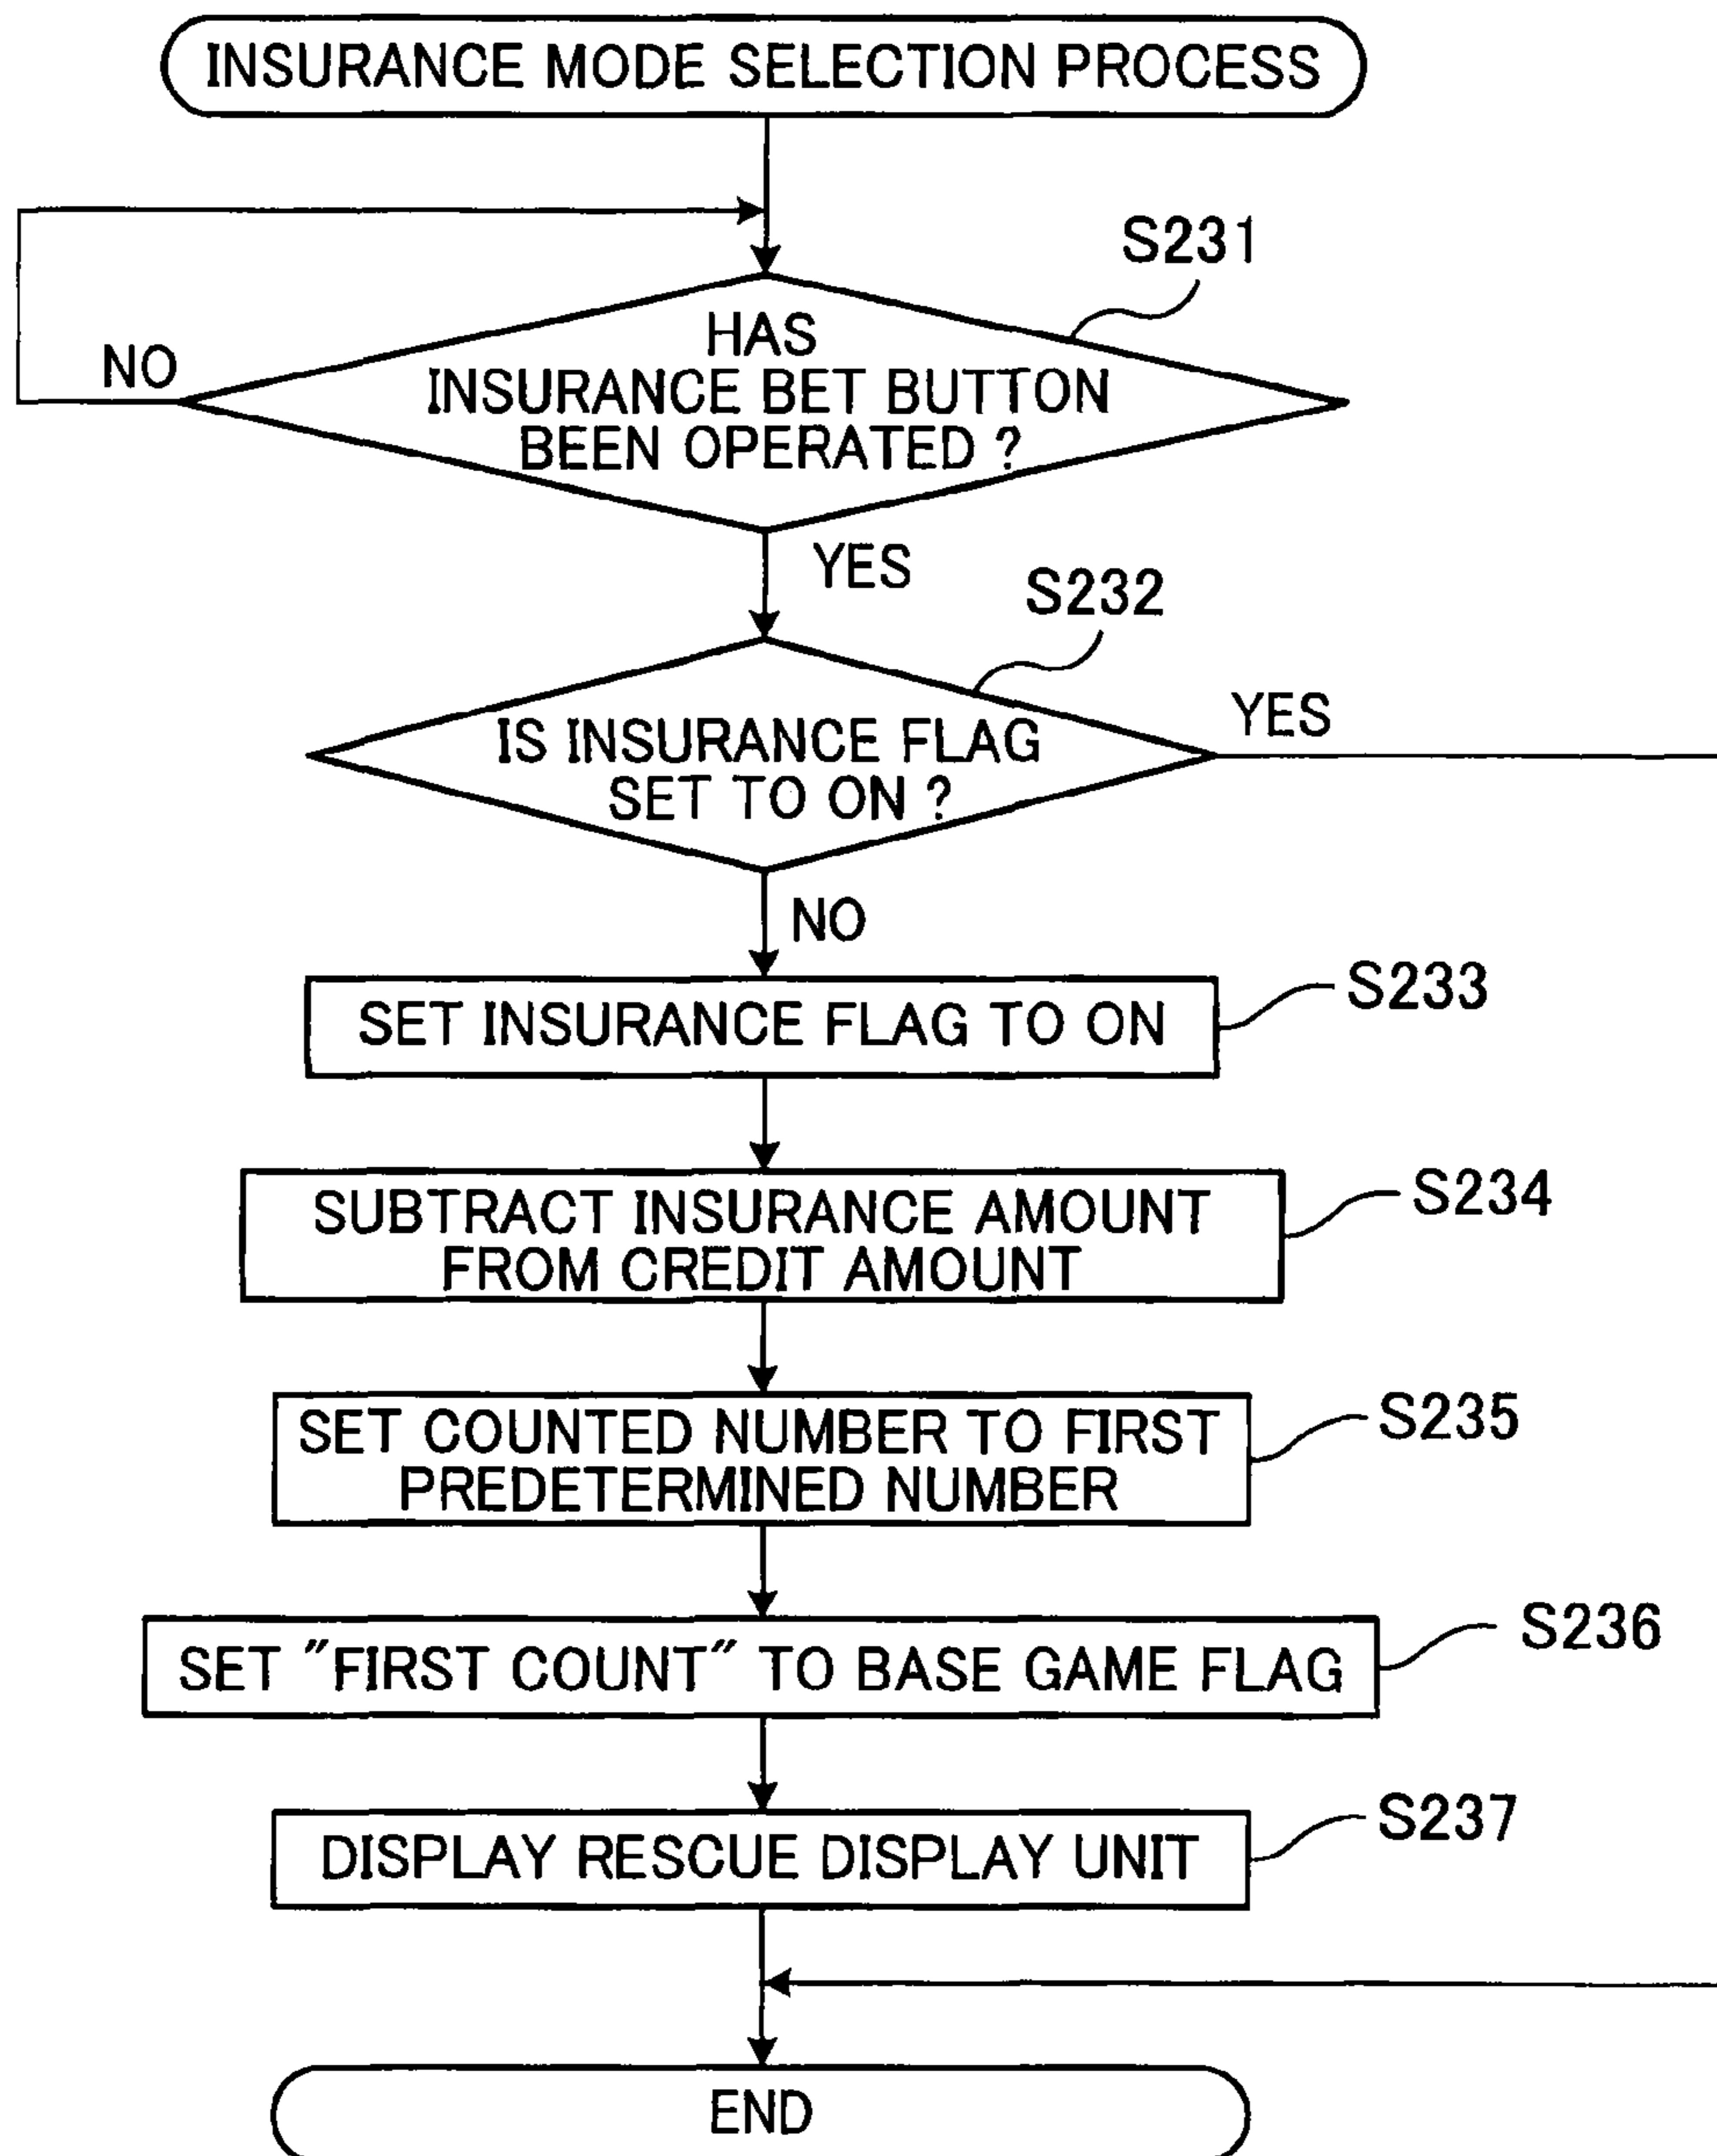 INSURANCE MODE SELECTION PROCESS
S231
HAS
INSURANCE BET BUTTON
BEEN OPERATED ?
NO
YES
S232
IS INSURANCE FLAG
SET TO ON ?
YES
NO
SET INSURANCE FLAG TO ON
S233
SUBTRACT INSURANCE AMOUNT
FROM CREDIT AMOUNT
S234
SET COUNTED NUMBER TO FIRST
PREDETERMINED NUMBER
S235
SET "FIRST COUNT" TO BASE GAME FLAG
S236
DISPLAY RESCUE DISPLAY UNIT
S237
END